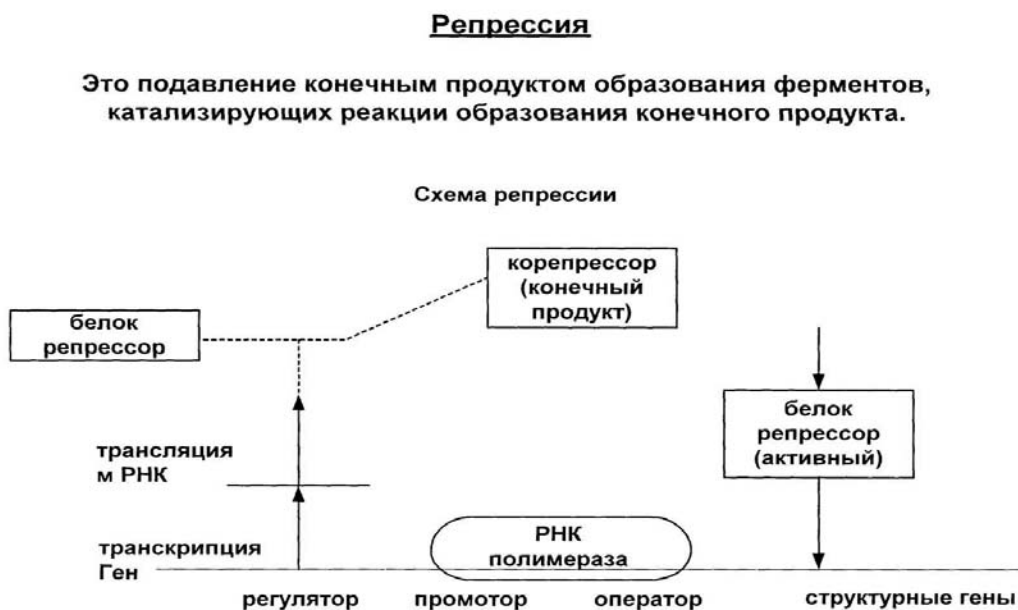 Репрессия
Это подавление конечным продуктом образования ферментов,
катализирующих реакции образования конечного продукта.
Схема репрессии
корепрессор
(конечный
продукт)
белок
репрессор
белок
репрессор
(активный)
трансляция
м РНК
РНК
полимераза
транскрипция
Ген
регулятор промотор оператор структурные гены